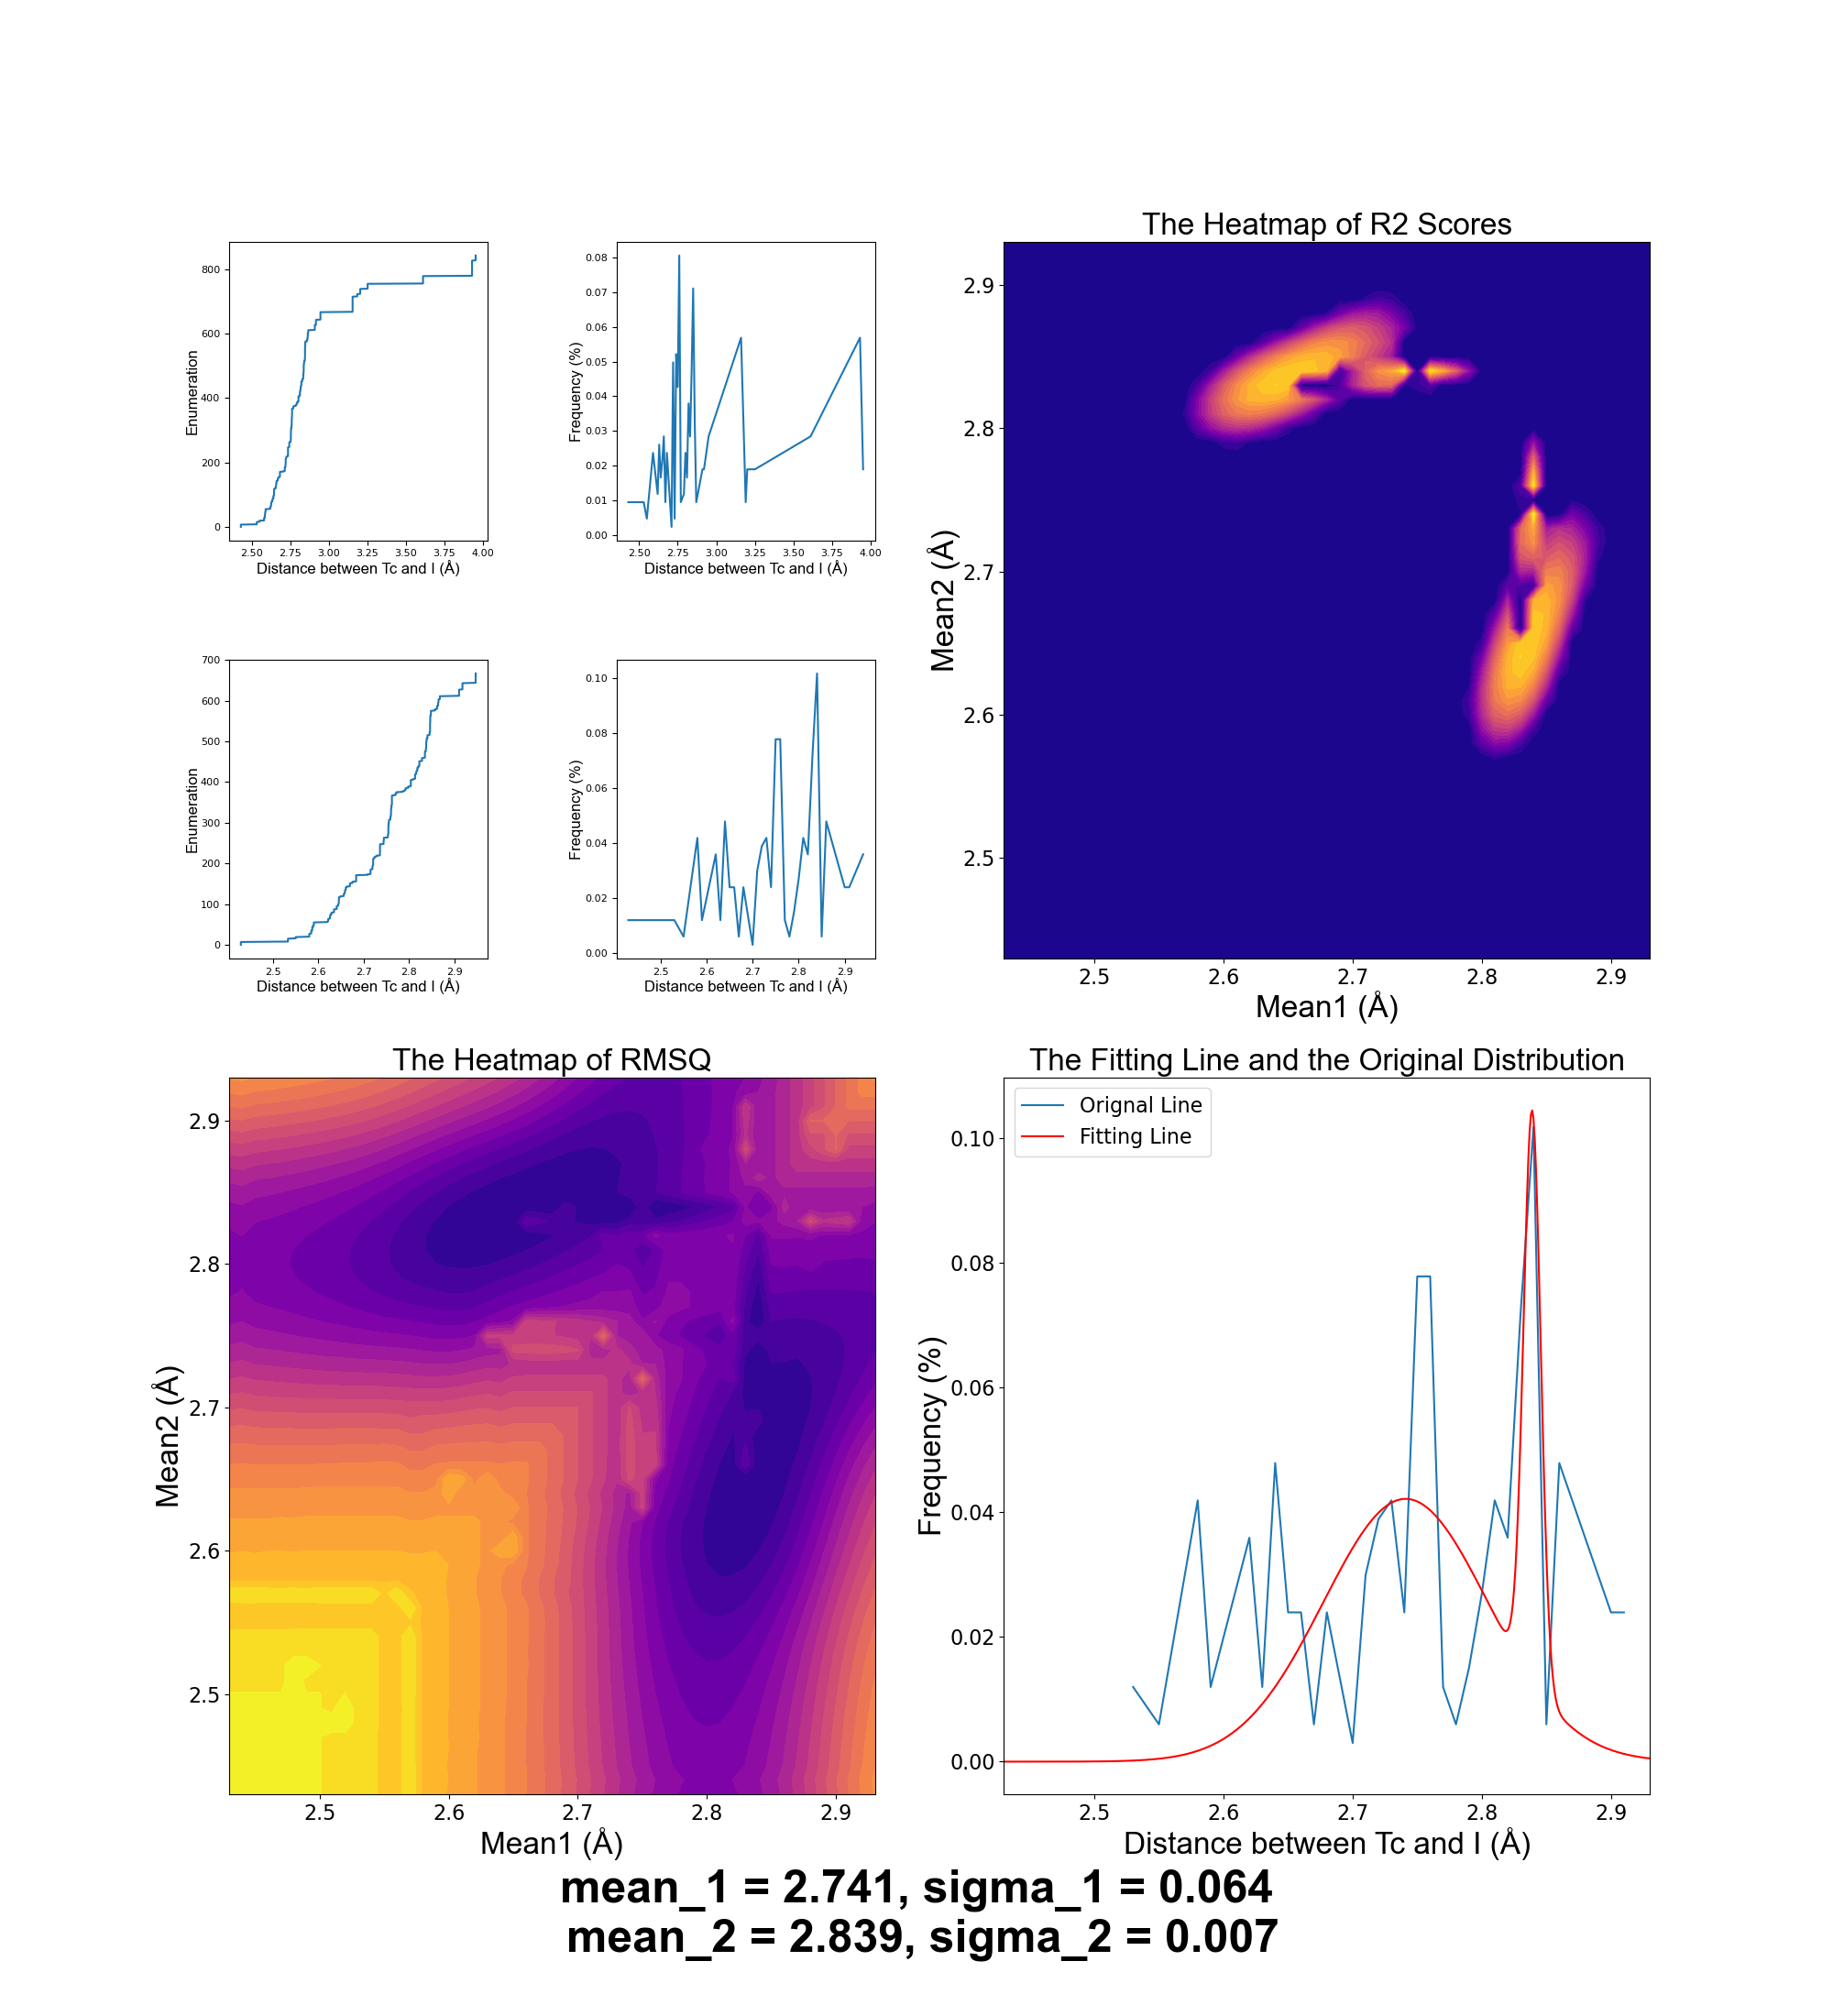 The Heatmap of R2 Scores
800
600
400
200
0
Enumeration
2.50 2.75 3.00 3.25 3.50 3.75 4.00
Distance between Tc and I (Å)
0.08
0.07
0.06
0.05
0.04
0.03
0.02
0.01
0.00
Frequency (%)
2.50 2.75 3.00 3.25 3.50 3.75 4.00
Distance between Tc and I (Å)
2.9
2.8
2.7
2.6
2.5
Mean2 (Å)
2.5 2.6 2.7 2.8 2.9
Mean1 (Å)
700
600
500
400
300
200
100
0
Enumeration
2.5 2.6 2.7 2.8 2.9
Distance between Tc and I (Å)
0.10
0.08
0.06
0.04
0.02
0.00
Frequency (%)
2.5 2.6 2.7 2.8 2.9
Distance between Tc and I (Å)
The Heatmap of RMSQ
2.9
2.8
2.7
2.6
2.5
Mean2 (Å)
2.5 2.6 2.7 2.8 2.9
Mean1 (Å)
The Fitting Line and the Original Distribution
Orignal Line
Fitting Line
0.10
0.08
0.06
0.04
0.02
0.00
Frequency (%)
2.5 2.6 2.7 2.8 2.9
Distance between Tc and I (Å)
mean_1 = 2.741, sigma_1 = 0.064
mean_2 = 2.839, sigma_2 = 0.007